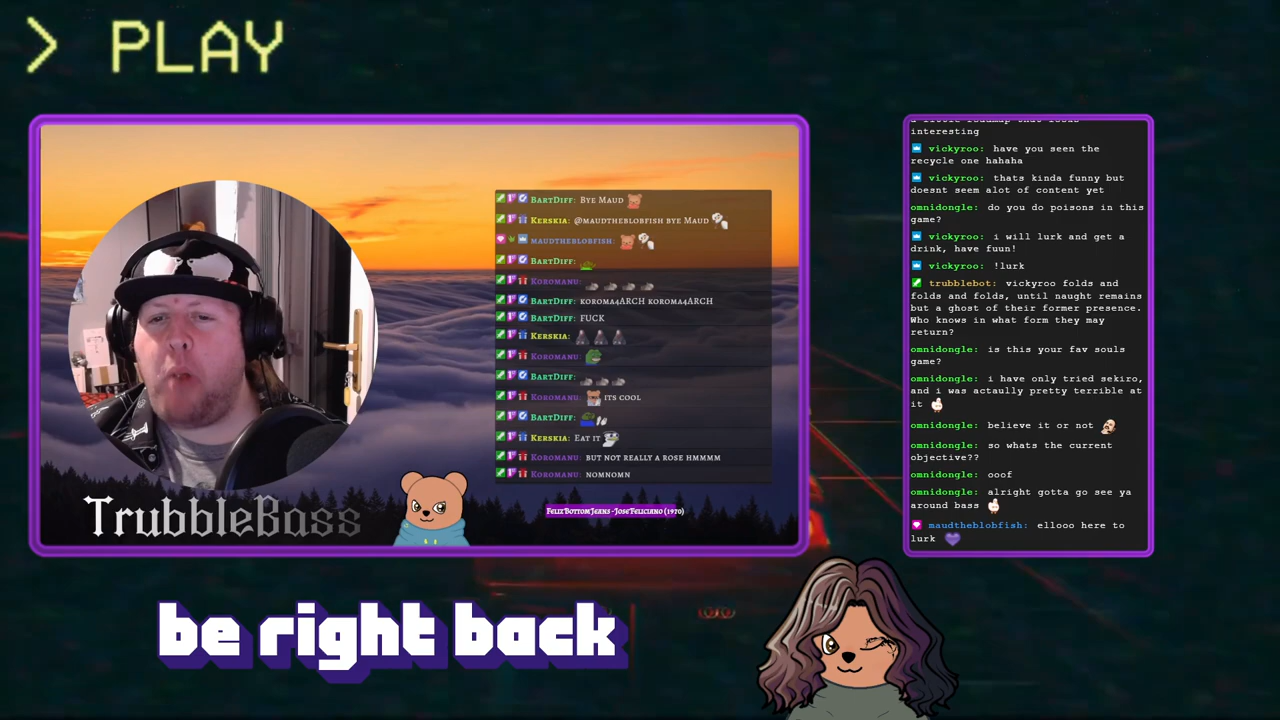 > PLAY
BARTDIFF: BYE MAUD
KERSKIA: @MAUDTHEBLOBFISH BYE MAUD
MAUDTHEBLOBFISH:
BARTDIFF:
KOROMANU:
BARTDIFF: KOROMA4ARCH KOROMA4ARCH
BARTDIFF: FUCK
KERSKIA:
KOROMANU:
BARTDIFF:
KOROMANU: ITS COOL
BARTDIFF:
KERSKIA: EAT IT
KOROMANU: BUT NOT REALLY A ROSE HMMMM
KOROMANU: NOMNOMN
TrubbleBass
Feliz Bottom Jeans - Jose Feliciano (1970)
be right back
interesting
vickyroo: have you seen the
recycle one hahaha
vickyroo: thats kinda funny but
doesnt seem alot of content yet
omnidongle: do you do poisons in this
game?
vickyroo: i will lurk and get a
drink, have fuun!
vickyroo: !lurk
trubblebot: vickyroo folds and
folds and folds, until naught remains
but a ghost of their former presence.
Who knows in what form they may
return?
omnidongle: is this your fav souls
game?
omnidongle: i have only tried sekiro,
and i was actaully pretty terrible at
it
omnidongle: believe it or not
omnidongle: so whats the current
objective??
omnidongle: ooof
omnidongle: alright gotta go see ya
around bass
maudtheblobfish: ellooo here to
lurk